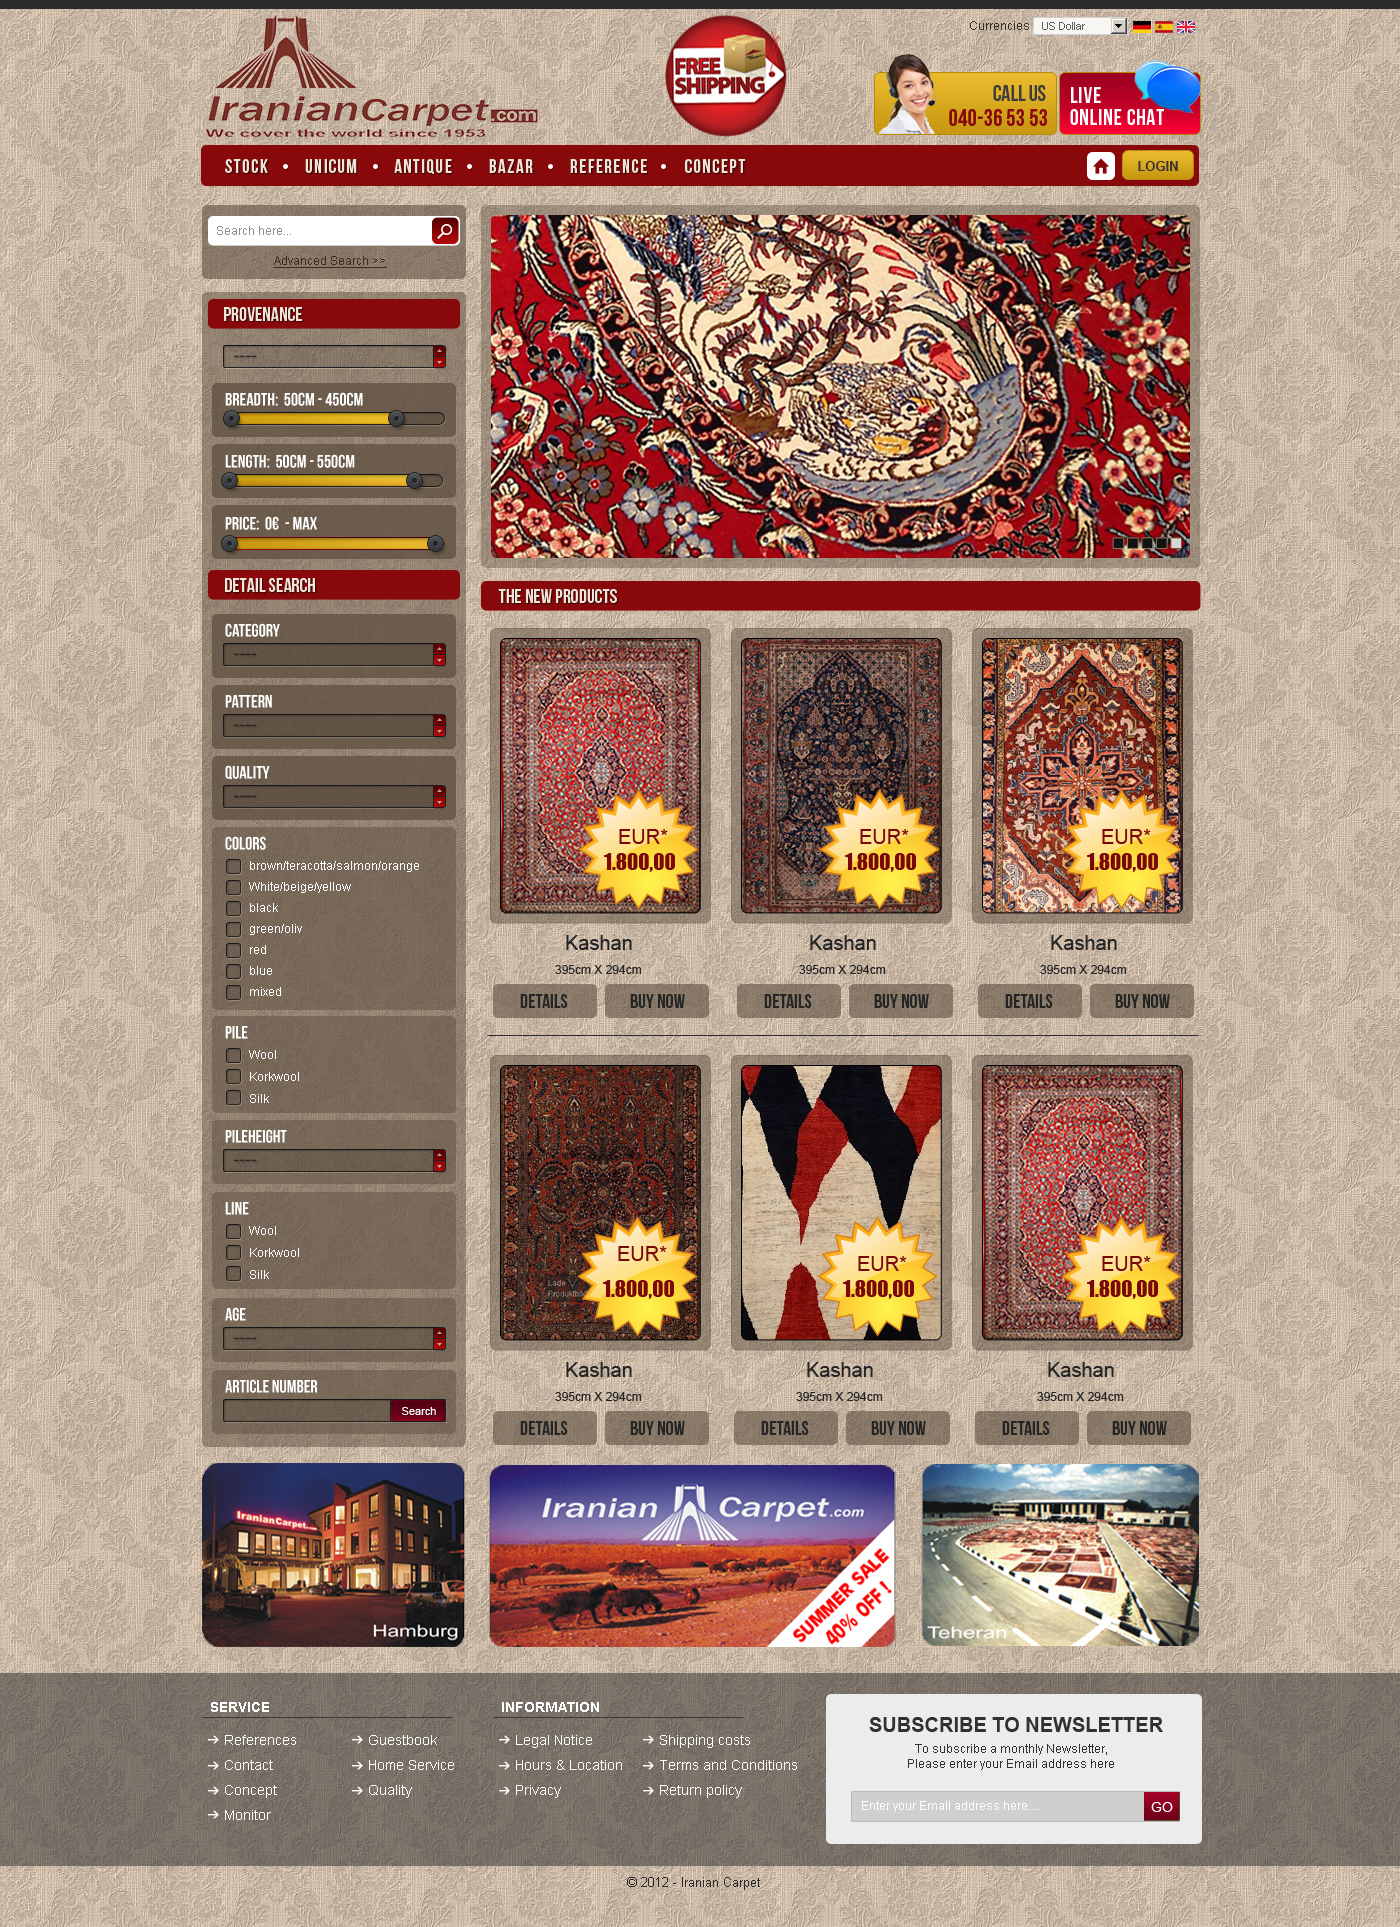 Currencies US Dollar
IranianCarpet.com
We cover the world since 1953
FREE
SHIPPING
CALL US
040-36 53 53
LIVE
ONLINE CHAT
STOCK • UNICUM • ANTIQUE • BAZAR • REFERENCE • CONCEPT
LOGIN
Search here...
Advanced Search >>
PROVENANCE
----
BREADTH: 50CM - 450CM
LENGTH: 50CM - 550CM
PRICE: 0€ - MAX
DETAIL SEARCH
CATEGORY
----
PATTERN
----
QUALITY
----
COLORS
brown/teracotta/salmon/orange
White/beige/yellow
black
green/oliv
red
blue
mixed
PILE
Wool
Korkwool
Silk
PILEHEIGHT
----
LINE
Wool
Korkwool
Silk
AGE
----
ARTICLE NUMBER
Search
THE NEW PRODUCTS
EUR*
1.800,00
EUR*
1.800,00
EUR*
1.800,00
Kashan
395cm X 294cm
DETAILS BUY NOW
Kashan
395cm X 294cm
DETAILS BUY NOW
Kashan
395cm X 294cm
DETAILS BUY NOW
EUR*
1.800,00
Lade
EUR*
1.800,00
EUR*
1.800,00
Kashan
395cm X 294cm
DETAILS BUY NOW
Kashan
395cm X 294cm
DETAILS BUY NOW
Kashan
395cm X 294cm
DETAILS BUY NOW
IranianCarpet.com
Hamburg
Iranian Carpet.com
SUMMER SALE
40% OFF !
Teheran
SERVICE
References
Contact
Concept
Monitor
Guestbook
Home Service
Quality
INFORMATION
Legal Notice
Hours & Location
Privacy
Shipping costs
Terms and Conditions
Return policy
SUBSCRIBE TO NEWSLETTER
To subscribe a monthly Newsletter,
Please enter your Email address here
Enter your Email address here....
GO
© 2012 - Iranian Carpet